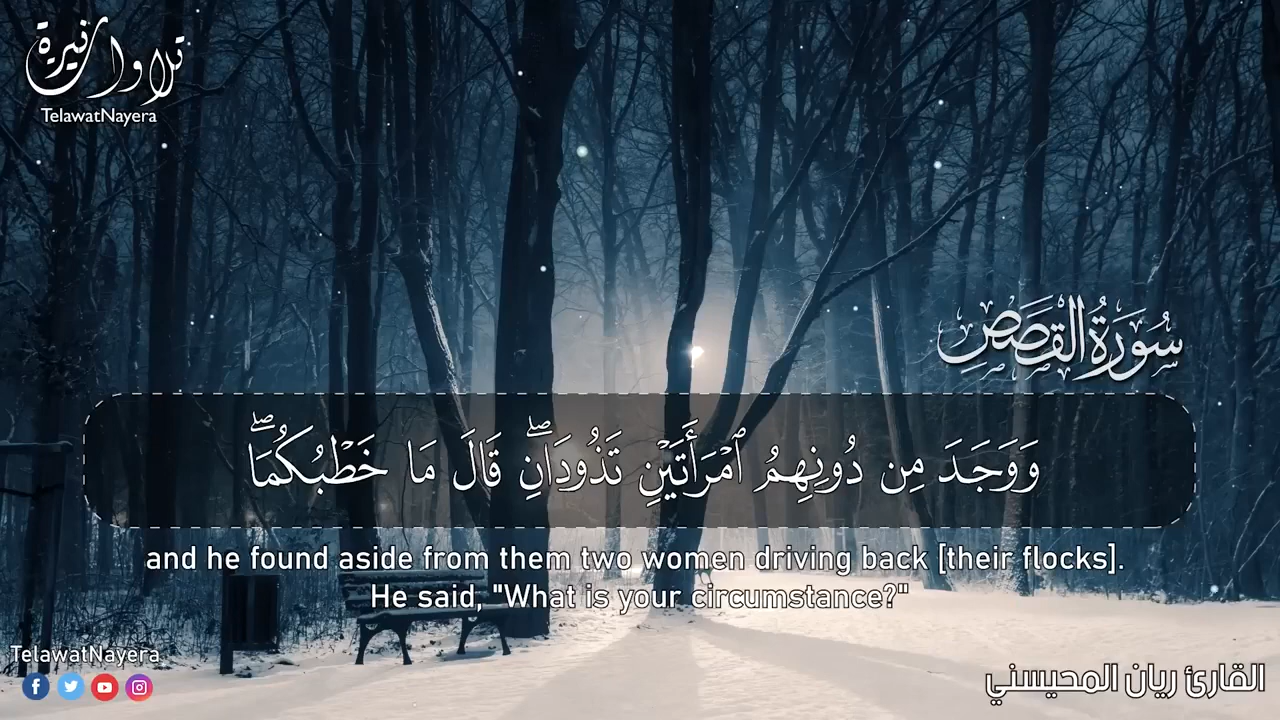 تلاوات نيرة
TelawatNayera
سُورَةُ القَصَصِ
وَوَجَدَ مِن دُونِهِمُ ٱمْرَأَتَيْنِ تَذُودَانِۖ قَالَ مَا خَطْبُكُمَاۖ
and he found aside from them two women driving back [their flocks].
He said, "What is your circumstance?"
TelawatNayera
القارئ ريان المحيسني